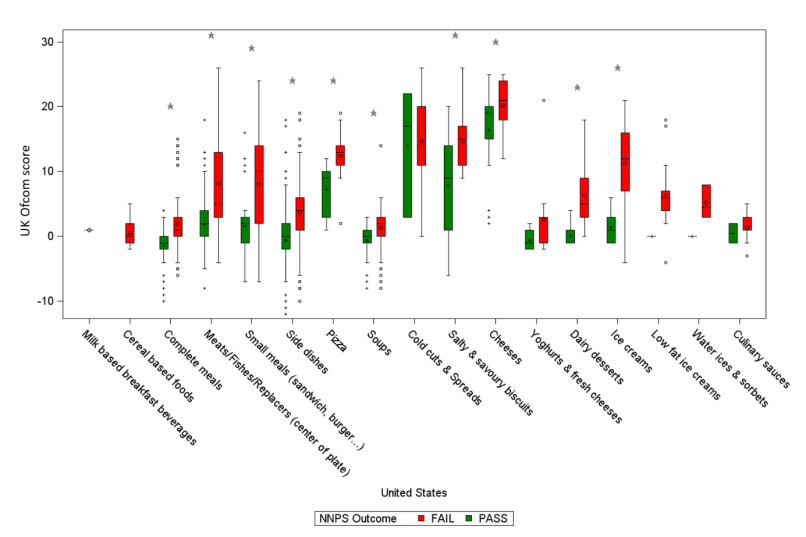 30
20
10
0
-10
UK Ofcom score
Milk based breakfast beverages
Cereal based foods
Complete meals
Meats/Fishes/Replacers (center of plate)
Small meals (sandwich, burger...)
Side dishes
Pizza
Soups
Cold cuts & Spreads
Salty & savoury biscuits
Cheeses
Yoghurts & fresh cheeses
Dairy desserts
Ice creams
Low fat ice creams
Water ices & sorbets
Culinary sauces
United States
NNPS Outcome FAIL PASS